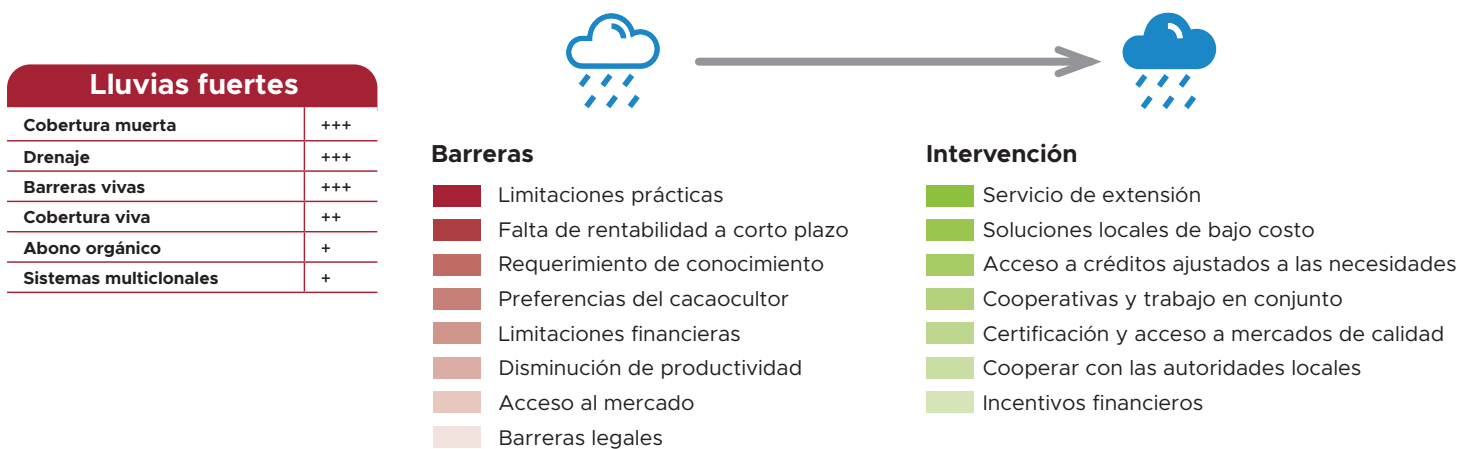 Lluvias fuertes
Cobertura muerta +++
Drenaje +++
Barreras vivas +++
Cobertura viva ++
Abono orgánico +
Sistemas multiclonales +
Barreras
Limitaciones prácticas
Falta de rentabilidad a corto plazo
Requerimiento de conocimiento
Preferencias del cacaocultor
Limitaciones financieras
Disminución de productividad
Acceso al mercado
Barreras legales
Intervención
Servicio de extensión
Soluciones locales de bajo costo
Acceso a créditos ajustados a las necesidades
Cooperativas y trabajo en conjunto
Certificación y acceso a mercados de calidad
Cooperar con las autoridades locales
Incentivos financieros